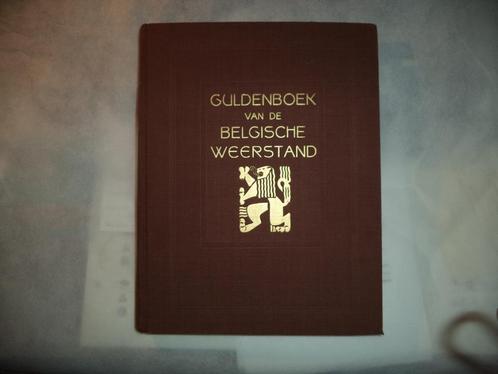 GULDENBOEK
VAN DE
BELGISCHE
WEERSTAND